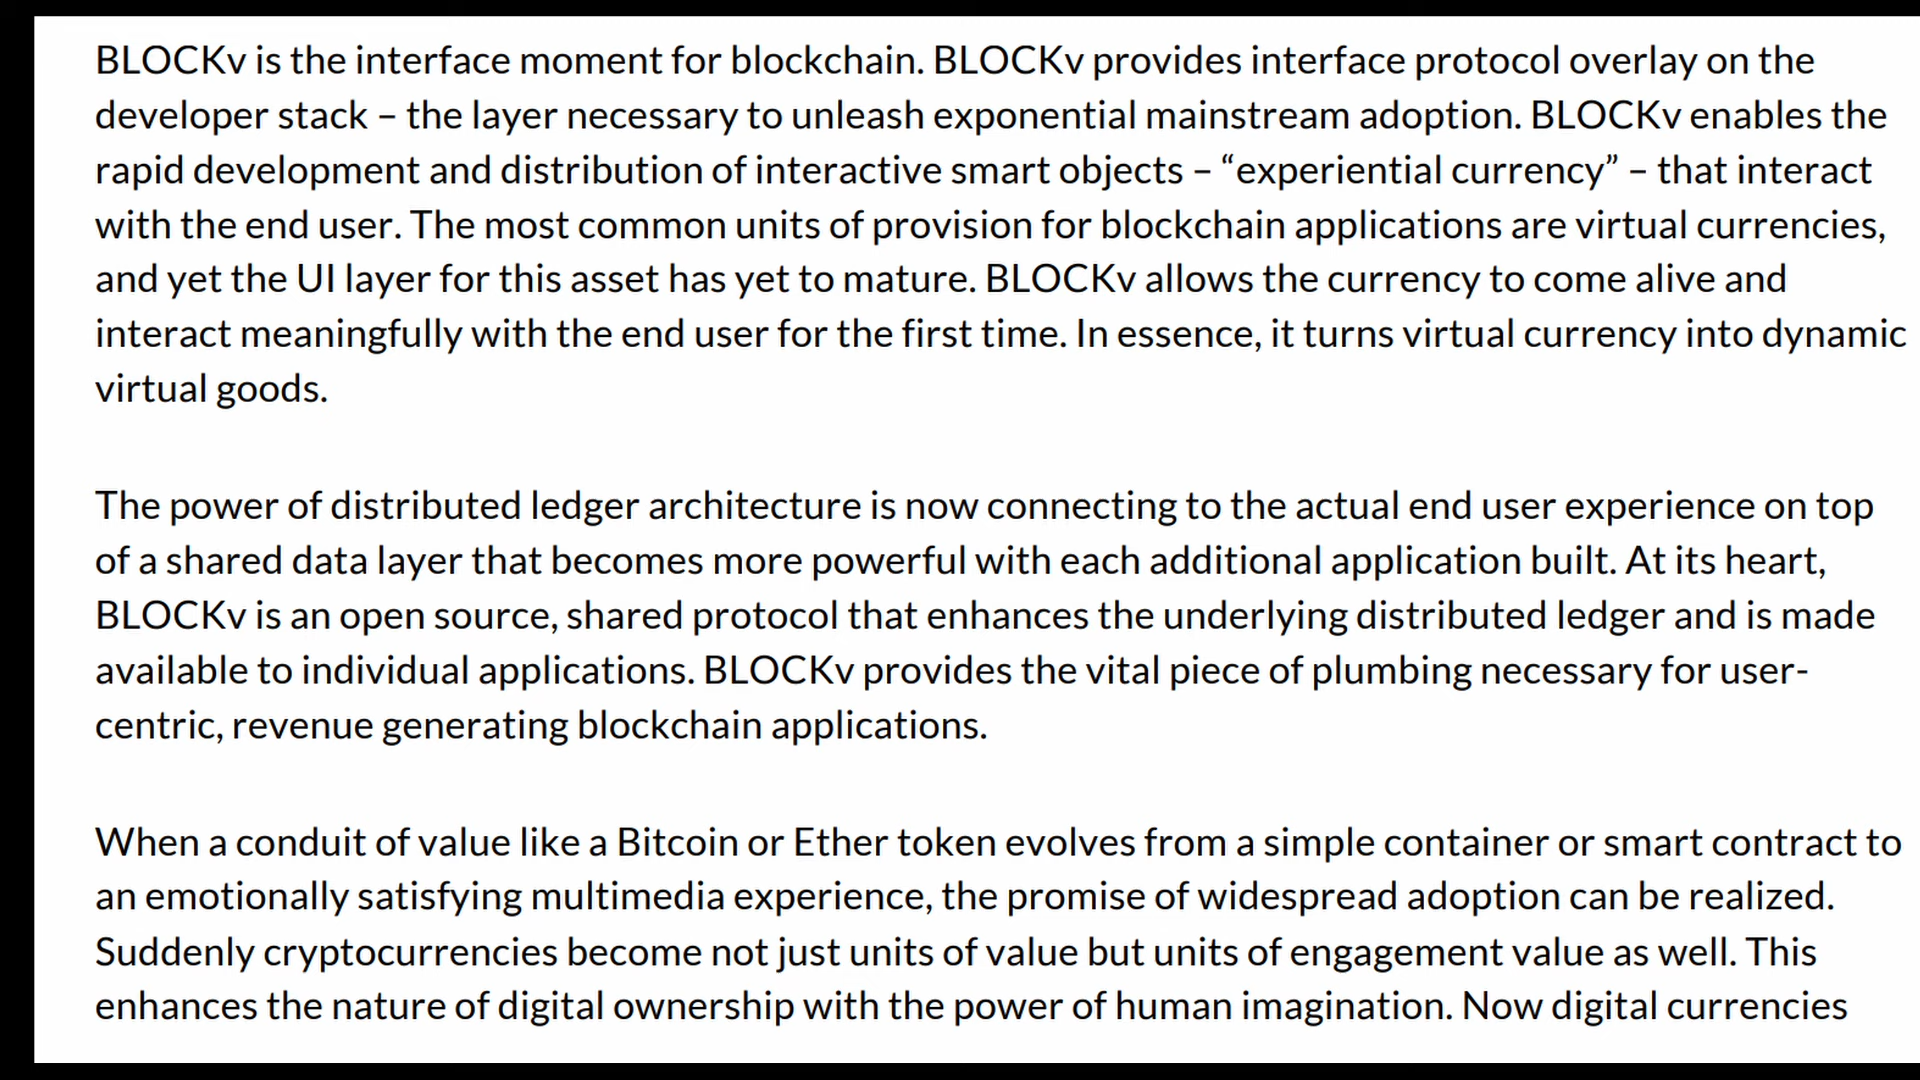 BLOCKv is the interface moment for blockchain. BLOCKv provides interface protocol overlay on the
developer stack – the layer necessary to unleash exponential mainstream adoption. BLOCKv enables the
rapid development and distribution of interactive smart objects – “experiential currency” – that interact
with the end user. The most common units of provision for blockchain applications are virtual currencies,
and yet the UI layer for this asset has yet to mature. BLOCKv allows the currency to come alive and
interact meaningfully with the end user for the first time. In essence, it turns virtual currency into dynamic
virtual goods.
The power of distributed ledger architecture is now connecting to the actual end user experience on top
of a shared data layer that becomes more powerful with each additional application built. At its heart,
BLOCKv is an open source, shared protocol that enhances the underlying distributed ledger and is made
available to individual applications. BLOCKv provides the vital piece of plumbing necessary for user-
centric, revenue generating blockchain applications.
When a conduit of value like a Bitcoin or Ether token evolves from a simple container or smart contract to
an emotionally satisfying multimedia experience, the promise of widespread adoption can be realized.
Suddenly cryptocurrencies become not just units of value but units of engagement value as well. This
enhances the nature of digital ownership with the power of human imagination. Now digital currencies